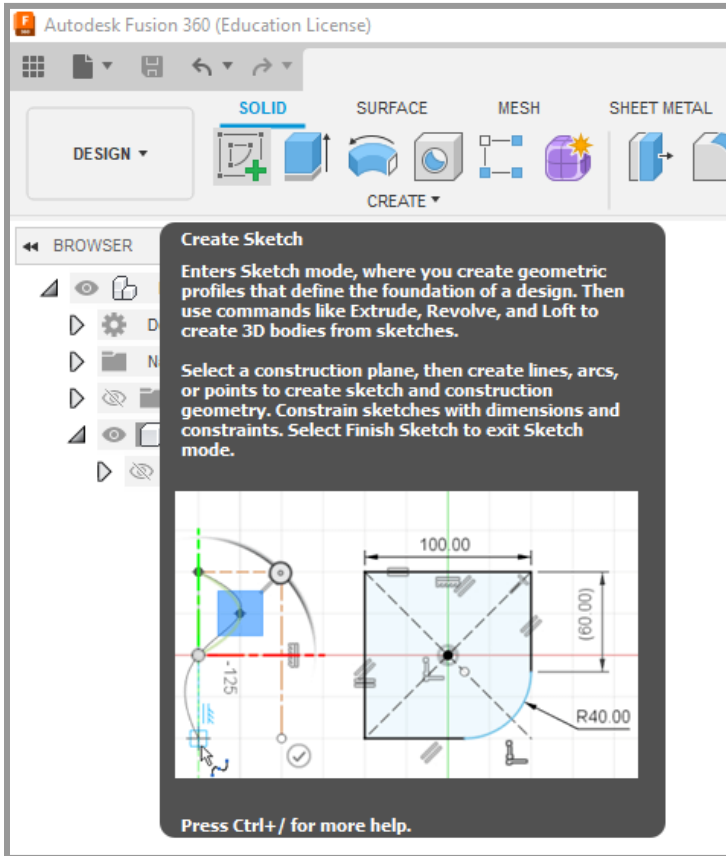 Autodesk Fusion 360 (Education License)
SOLID SURFACE MESH SHEET METAL
DESIGN
CREATE
BROWSER
Create Sketch
Enters Sketch mode, where you create geometric
profiles that define the foundation of a design. Then
use commands like Extrude, Revolve, and Loft to
create 3D bodies from sketches.
Select a construction plane, then create lines, arcs,
or points to create sketch and construction
geometry. Constrain sketches with dimensions and
constraints. Select Finish Sketch to exit Sketch
mode.
100.00
(60.00)
-125
R40.00
Press Ctrl+/ for more help.